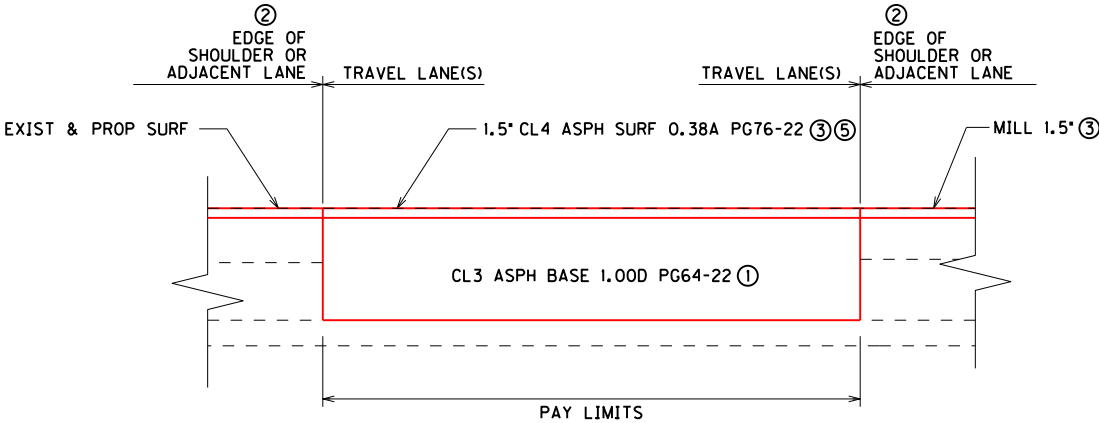 ②
EDGE OF
SHOULDER OR
ADJACENT LANE
TRAVEL LANE(S)
TRAVEL LANE(S)
②
EDGE OF
SHOULDER OR
ADJACENT LANE
EXIST & PROP SURF
1.5" CL4 ASPH SURF 0.38A PG76-22 ③⑤
MILL 1.5" ③
CL3 ASPH BASE 1.00D PG64-22 ①
PAY LIMITS